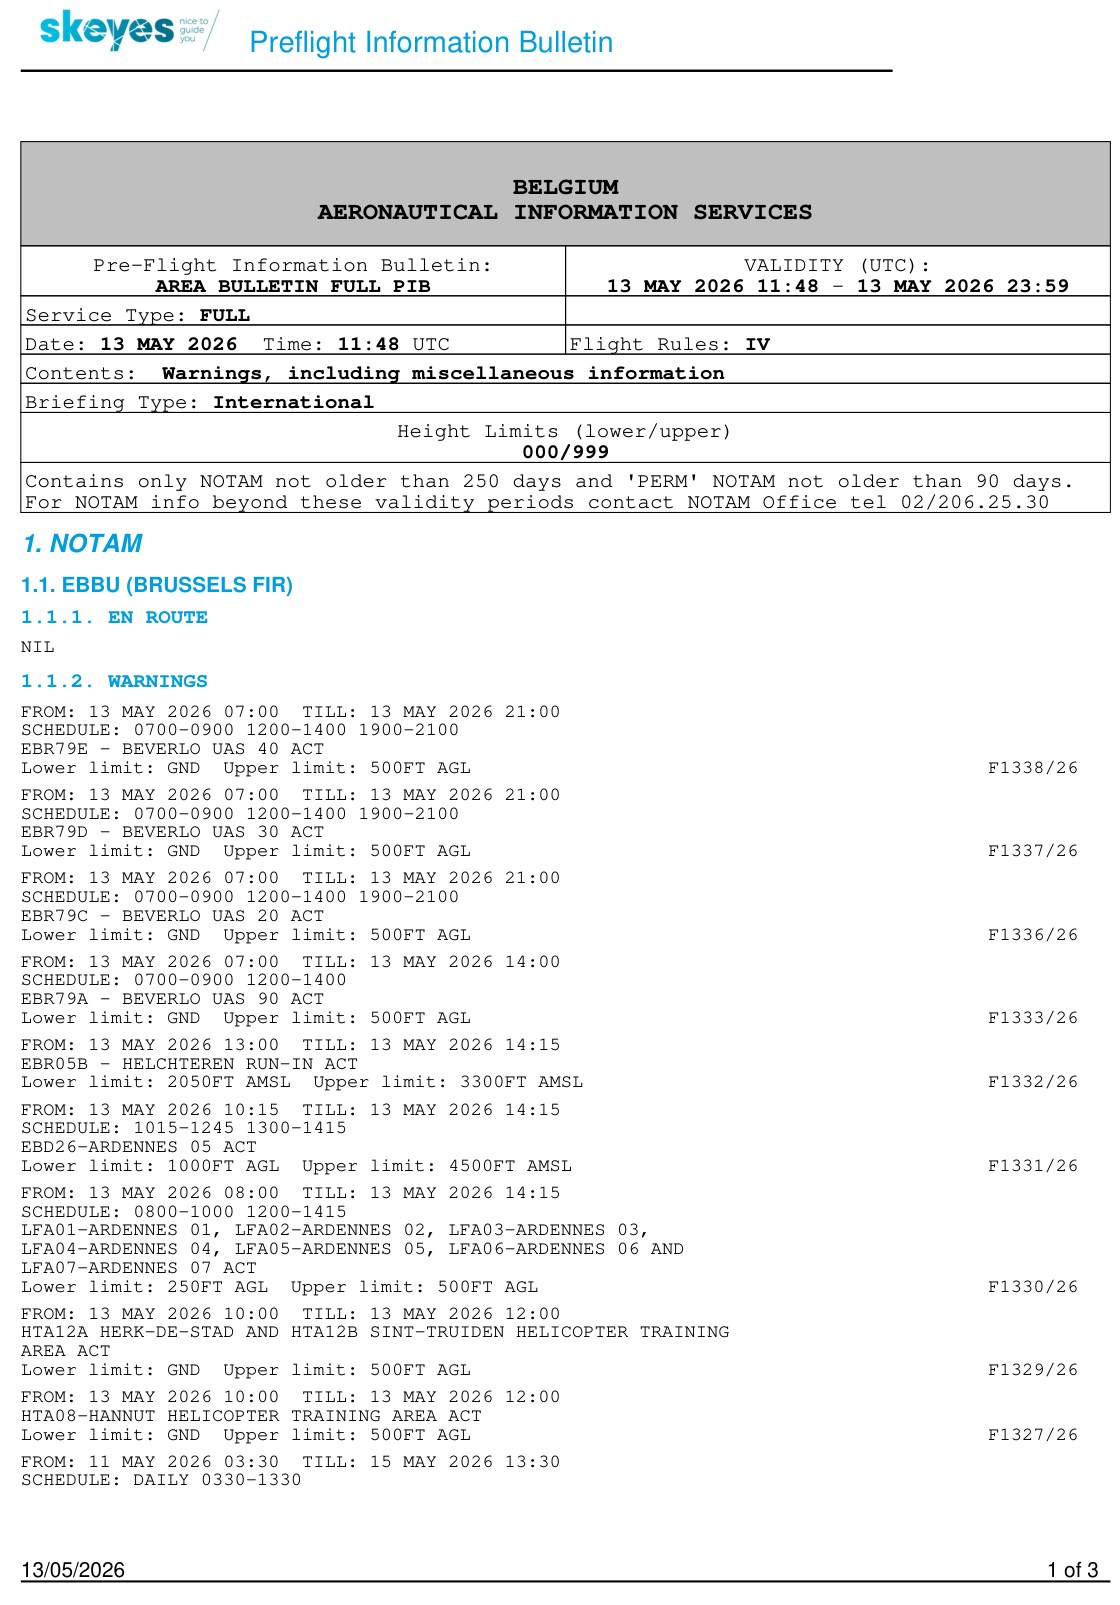 skeyes nice to guide you
Preflight Information Bulletin
BELGIUM
AERONAUTICAL INFORMATION SERVICES
Pre-Flight Information Bulletin:
AREA BULLETIN FULL PIB
VALIDITY (UTC):
13 MAY 2026 11:48 - 13 MAY 2026 23:59
Service Type: FULL
Date: 13 MAY 2026 Time: 11:48 UTC
Flight Rules: IV
Contents: Warnings, including miscellaneous information
Briefing Type: International
Height Limits (lower/upper)
000/999
Contains only NOTAM not older than 250 days and 'PERM' NOTAM not older than 90 days.
For NOTAM info beyond these validity periods contact NOTAM Office tel 02/206.25.30
1. NOTAM
1.1. EBBU (BRUSSELS FIR)
1.1.1. EN ROUTE
NIL
1.1.2. WARNINGS
FROM: 13 MAY 2026 07:00 TILL: 13 MAY 2026 21:00
SCHEDULE: 0700-0900 1200-1400 1900-2100
EBR79E - BEVERLO UAS 40 ACT
Lower limit: GND Upper limit: 500FT AGL F1338/26
FROM: 13 MAY 2026 07:00 TILL: 13 MAY 2026 21:00
SCHEDULE: 0700-0900 1200-1400 1900-2100
EBR79D - BEVERLO UAS 30 ACT
Lower limit: GND Upper limit: 500FT AGL F1337/26
FROM: 13 MAY 2026 07:00 TILL: 13 MAY 2026 21:00
SCHEDULE: 0700-0900 1200-1400 1900-2100
EBR79C - BEVERLO UAS 20 ACT
Lower limit: GND Upper limit: 500FT AGL F1336/26
FROM: 13 MAY 2026 07:00 TILL: 13 MAY 2026 14:00
SCHEDULE: 0700-0900 1200-1400
EBR79A - BEVERLO UAS 90 ACT
Lower limit: GND Upper limit: 500FT AGL F1333/26
FROM: 13 MAY 2026 13:00 TILL: 13 MAY 2026 14:15
EBR05B - HELCHTEREN RUN-IN ACT
Lower limit: 2050FT AMSL Upper limit: 3300FT AMSL F1332/26
FROM: 13 MAY 2026 10:15 TILL: 13 MAY 2026 14:15
SCHEDULE: 1015-1245 1300-1415
EBD26-ARDENNES 05 ACT
Lower limit: 1000FT AGL Upper limit: 4500FT AMSL F1331/26
FROM: 13 MAY 2026 08:00 TILL: 13 MAY 2026 14:15
SCHEDULE: 0800-1000 1200-1415
LFA01-ARDENNES 01, LFA02-ARDENNES 02, LFA03-ARDENNES 03,
LFA04-ARDENNES 04, LFA05-ARDENNES 05, LFA06-ARDENNES 06 AND
LFA07-ARDENNES 07 ACT
Lower limit: 250FT AGL Upper limit: 500FT AGL F1330/26
FROM: 13 MAY 2026 10:00 TILL: 13 MAY 2026 12:00
HTA12A HERK-DE-STAD AND HTA12B SINT-TRUIDEN HELICOPTER TRAINING
AREA ACT
Lower limit: GND Upper limit: 500FT AGL F1329/26
FROM: 13 MAY 2026 10:00 TILL: 13 MAY 2026 12:00
HTA08-HANNUT HELICOPTER TRAINING AREA ACT
Lower limit: GND Upper limit: 500FT AGL F1327/26
FROM: 11 MAY 2026 03:30 TILL: 15 MAY 2026 13:30
SCHEDULE: DAILY 0330-1330
13/05/2026 1 of 3